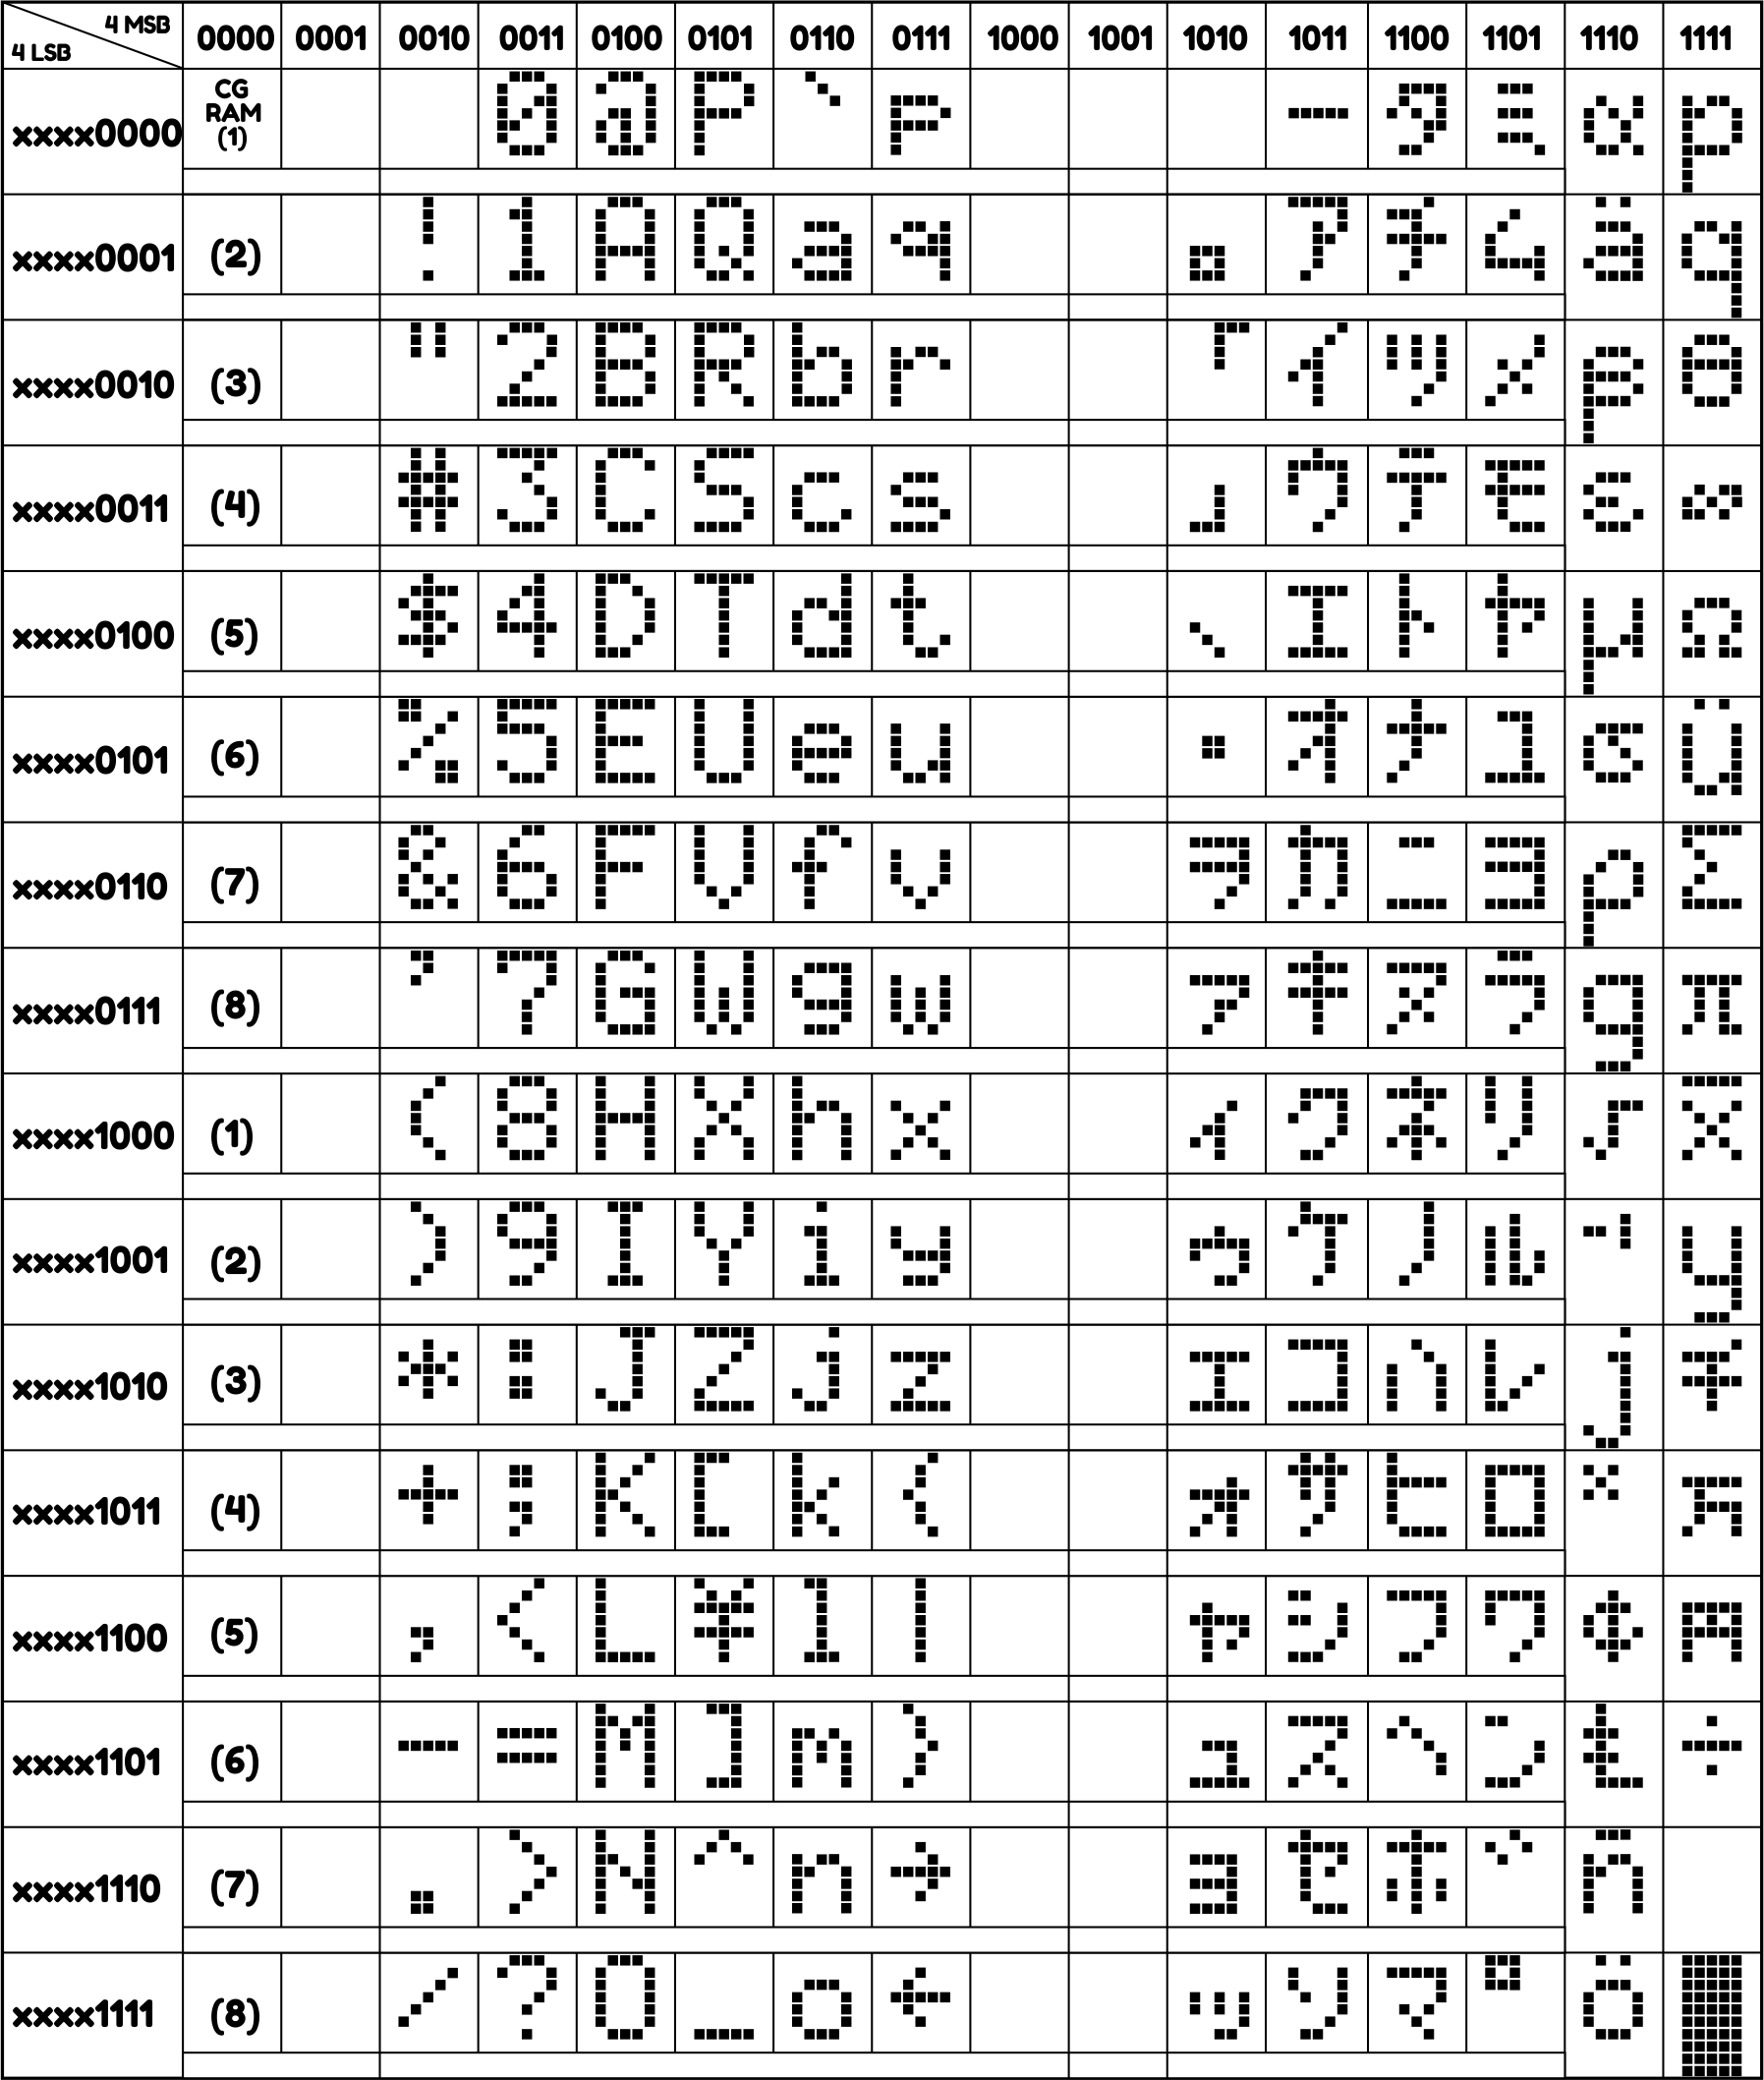 4 MSB
4 LSB 0000 0001 0010 0011 0100 0101 0110 0111 1000 1001 1010 1011 1100 1101 1110 1111
xxxx0000 CG RAM (1) 0 @ P ` p ー タ ミ α p
xxxx0001 (2) ! 1 A Q a q 。 ア チ ム ä q
xxxx0010 (3) " 2 B R b r 「 イ ツ メ β θ
xxxx0011 (4) # 3 C S c s 」 ウ テ モ ε ∞
xxxx0100 (5) $ 4 D T d t 、 エ ト ヤ μ Ω
xxxx0101 (6) % 5 E U e u ・ オ ナ ユ σ ü
xxxx0110 (7) & 6 F V f v ヲ カ ニ ヨ ρ Σ
xxxx0111 (8) ' 7 G W g w ァ キ ヌ ラ g π
xxxx1000 (1) ( 8 H X h x ィ ク ネ リ √ x̄
xxxx1001 (2) ) 9 I Y i y ゥ ケ ノ ル ⁻¹ y
xxxx1010 (3) * : J Z j z ェ コ ハ レ j 千
xxxx1011 (4) + ; K [ k { ォ サ ヒ ロ ˣ 万
xxxx1100 (5) , < L ¥ l | ャ シ フ ワ ¢ 円
xxxx1101 (6) - = M ] m } ュ ス ヘ ン £ ÷
xxxx1110 (7) . > N ^ n → ョ セ ホ ゛ ñ
xxxx1111 (8) / ? O _ o ← ッ ソ マ ゜ ö █